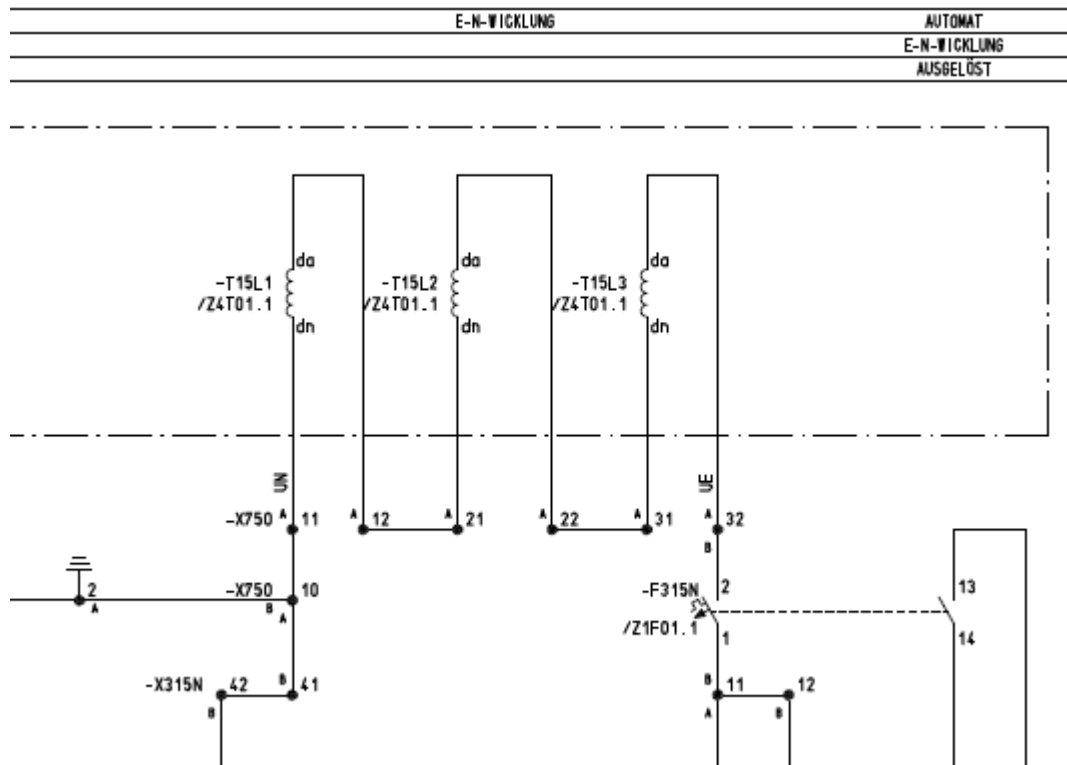 E-N-WICKLUNG AUTOMAT
E-N-WICKLUNG
AUSGELÖST
da da da
-T15L1 -T15L2 -T15L3
/Z4T01.1 /Z4T01.1 /Z4T01.1
dn dn dn
UN UE
-X750 A 11 A 12 A 21 A 22 A 31 A 32
B
2 -X750 10 -F315N 2 13
A B A
/Z1F01.1 1 14
-X315N 42 B 41 B 11 12
B A B